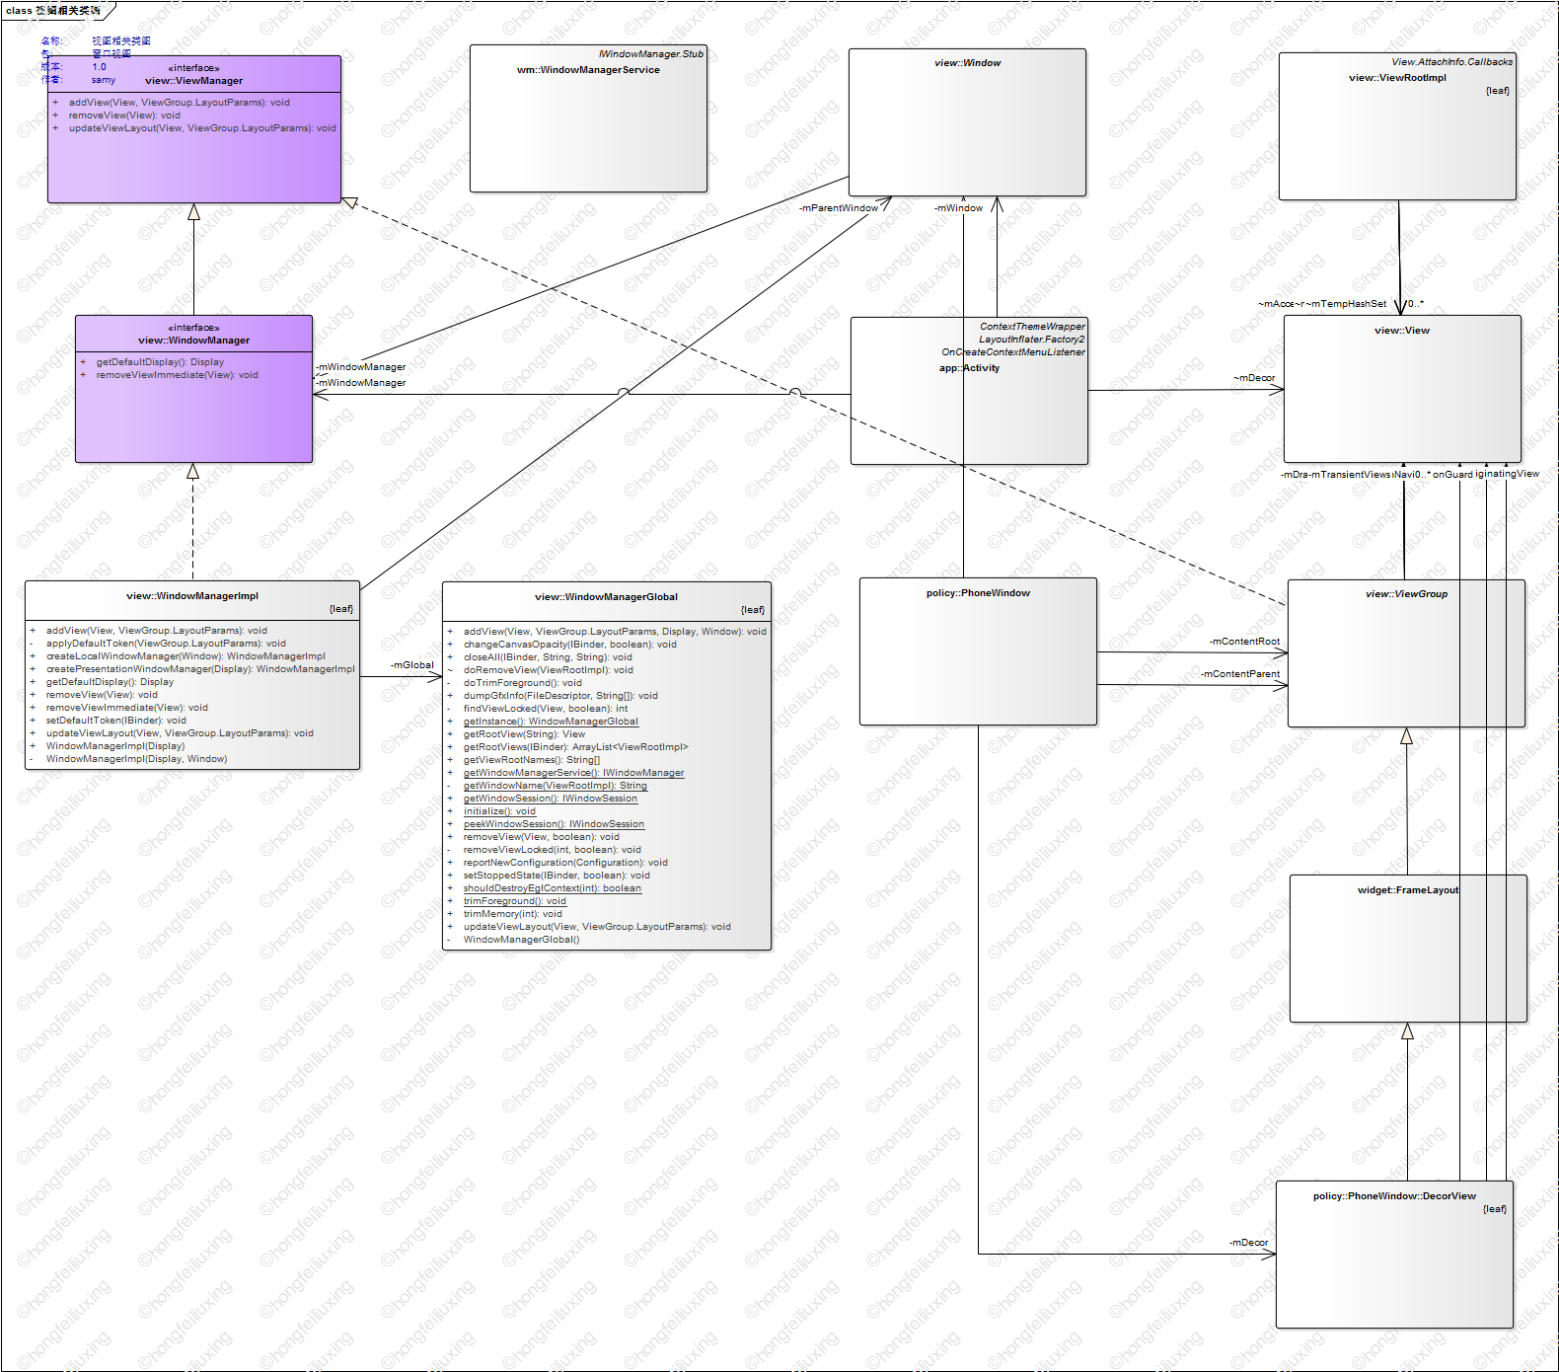 class 视图相关类图
名称: 视图相关类图
包: 窗口视图
版本: 1.0
作者: samy
«interface»
view::ViewManager
+ addView(View, ViewGroup.LayoutParams): void
+ removeView(View): void
+ updateViewLayout(View, ViewGroup.LayoutParams): void
IWindowManager.Stub
wm::WindowManagerService
view::Window
View.AttachInfo.Callbacks
view::ViewRootImpl
{leaf}
-mParentWindow
-mWindow
~mTempHashSet
0..*
«interface»
view::WindowManager
+ getDefaultDisplay(): Display
+ removeViewImmediate(View): void
-mWindowManager
-mWindowManager
ContextThemeWrapper
LayoutInflater.Factory2
OnCreateContextMenuListener
app::Activity
~mDecor
view::View
-mDra-mTransientViews
Navi0..*
onGuard
iginatingView
view::WindowManagerImpl
{leaf}
+ addView(View, ViewGroup.LayoutParams): void
- applyDefaultToken(ViewGroup.LayoutParams): void
+ createLocalWindowManager(Window): WindowManagerImpl
+ createPresentationWindowManager(Display): WindowManagerImpl
+ getDefaultDisplay(): Display
+ removeView(View): void
+ removeViewImmediate(View): void
+ setDefaultToken(IBinder): void
+ updateViewLayout(View, ViewGroup.LayoutParams): void
+ WindowManagerImpl(Display)
- WindowManagerImpl(Display, Window)
-mGlobal
view::WindowManagerGlobal
{leaf}
+ addView(View, ViewGroup.LayoutParams, Display, Window): void
+ changeCanvasOpacity(IBinder, boolean): void
+ closeAll(IBinder, String, String): void
~ doRemoveView(ViewRootImpl): void
- doTrimForeground(): void
+ dumpGfxInfo(FileDescriptor, String[]): void
- findViewLocked(View, boolean): int
+ getInstance(): WindowManagerGlobal
+ getRootView(String): View
+ getRootViews(IBinder): ArrayList<ViewRootImpl>
+ getViewRootNames(): String[]
+ getWindowManagerService(): IWindowManager
- getWindowName(ViewRootImpl): String
+ getWindowSession(): IWindowSession
+ initialize(): void
+ peekWindowSession(): IWindowSession
+ removeView(View, boolean): void
- removeViewLocked(int, boolean): void
+ reportNewConfiguration(Configuration): void
+ setStoppedState(IBinder, boolean): void
+ shouldDestroyEglContext(int): boolean
+ trimForeground(): void
+ trimMemory(int): void
+ updateViewLayout(View, ViewGroup.LayoutParams): void
- WindowManagerGlobal()
policy::PhoneWindow
-mContentRoot
-mContentParent
view::ViewGroup
widget::FrameLayout
policy::PhoneWindow::DecorView
{leaf}
-mDecor
©hongfeiliuxing